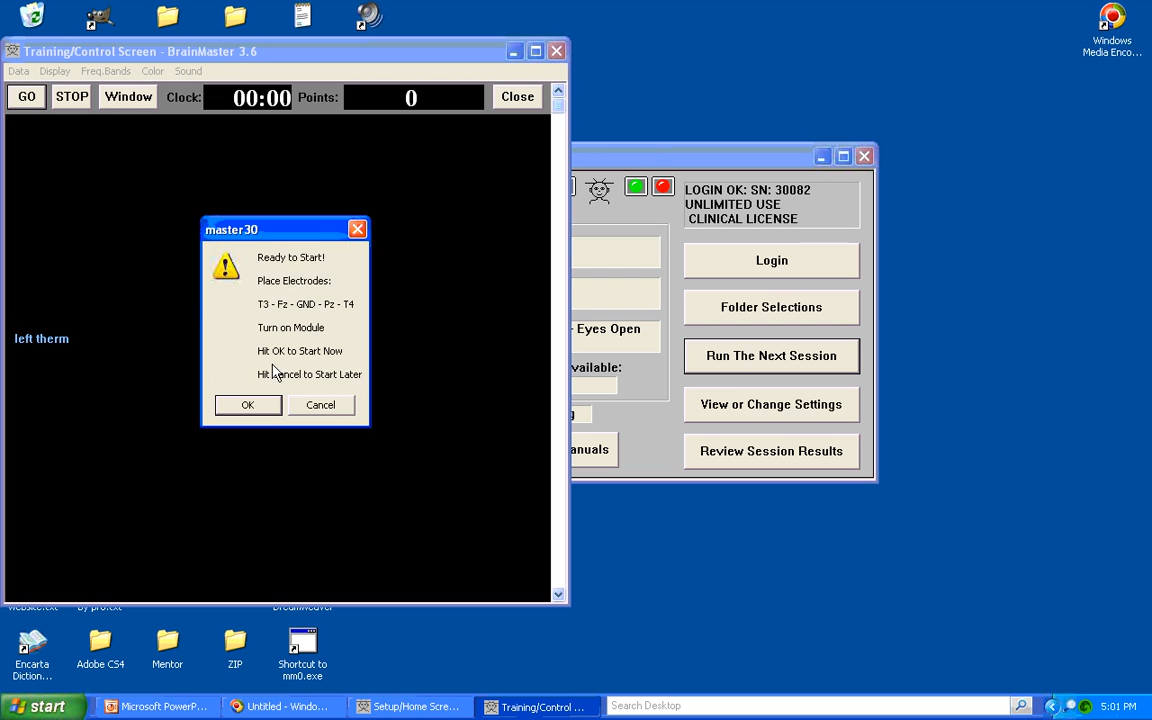 Windows
Media Enco...
Training/Control Screen - BrainMaster 3.6
Data Display Freq.Bands Color Sound
GO STOP Window Clock: 00:00 Points: 0 Close
master30
Ready to Start!
Place Electrodes:
T3 - Fz - GND - Pz - T4
Turn on Module
Hit OK to Start Now
Hit Cancel to Start Later
OK Cancel
left therm
LOGIN OK: SN: 30082
UNLIMITED USE
CLINICAL LICENSE
Login
Folder Selections
- Eyes Open
Run The Next Session
vailable:
View or Change Settings
g
anuals
Review Session Results
website.txt
Encarta
Diction...
Adobe CS4
Mentor
ZIP
Shortcut to
mm0.exe
start
Microsoft PowerP...
Untitled - Windo...
Setup/Home Scre...
Training/Control ...
Search Desktop
5:01 PM